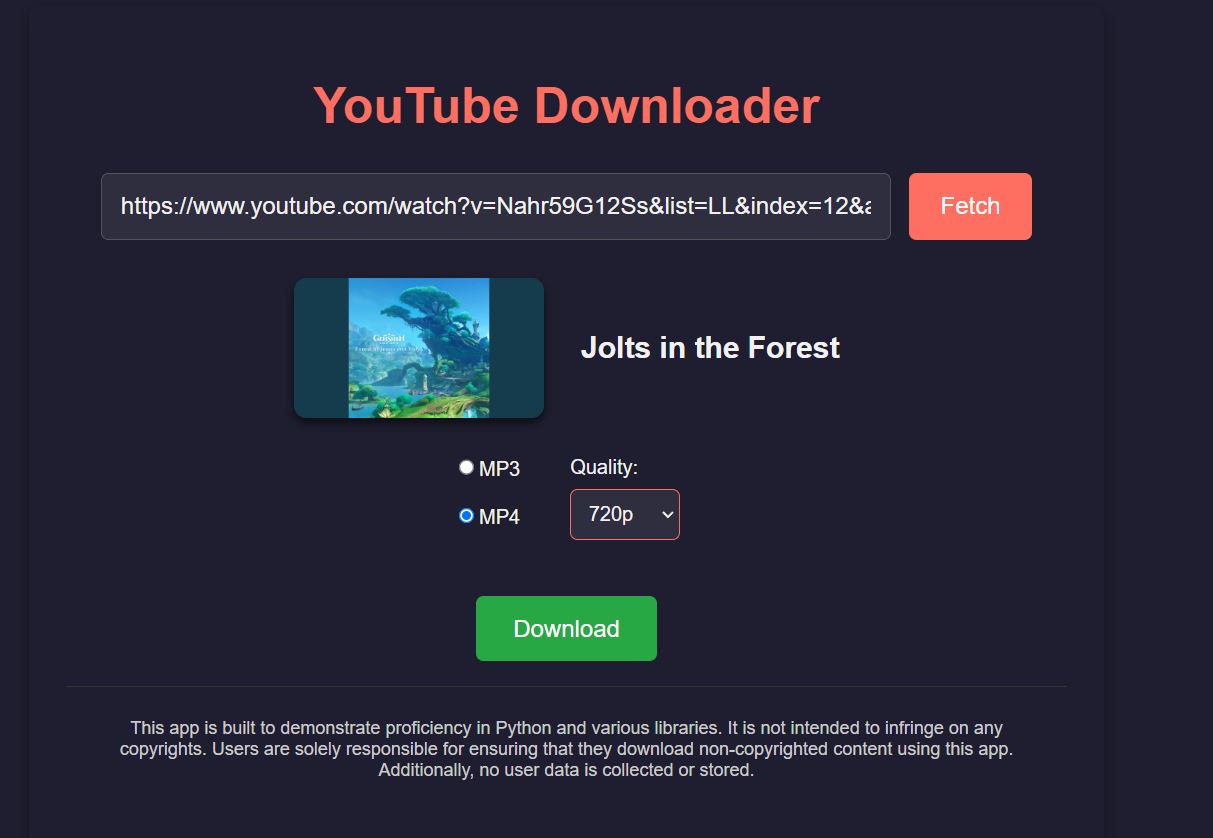 YouTube Downloader
https://www.youtube.com/watch?v=Nahr59G12Ss&list=LL&index=12&a
Fetch
Genshin
Jolts in the Forest
MP3
Quality:
MP4
720p
Download
This app is built to demonstrate proficiency in Python and various libraries. It is not intended to infringe on any
copyrights. Users are solely responsible for ensuring that they download non-copyrighted content using this app.
Additionally, no user data is collected or stored.